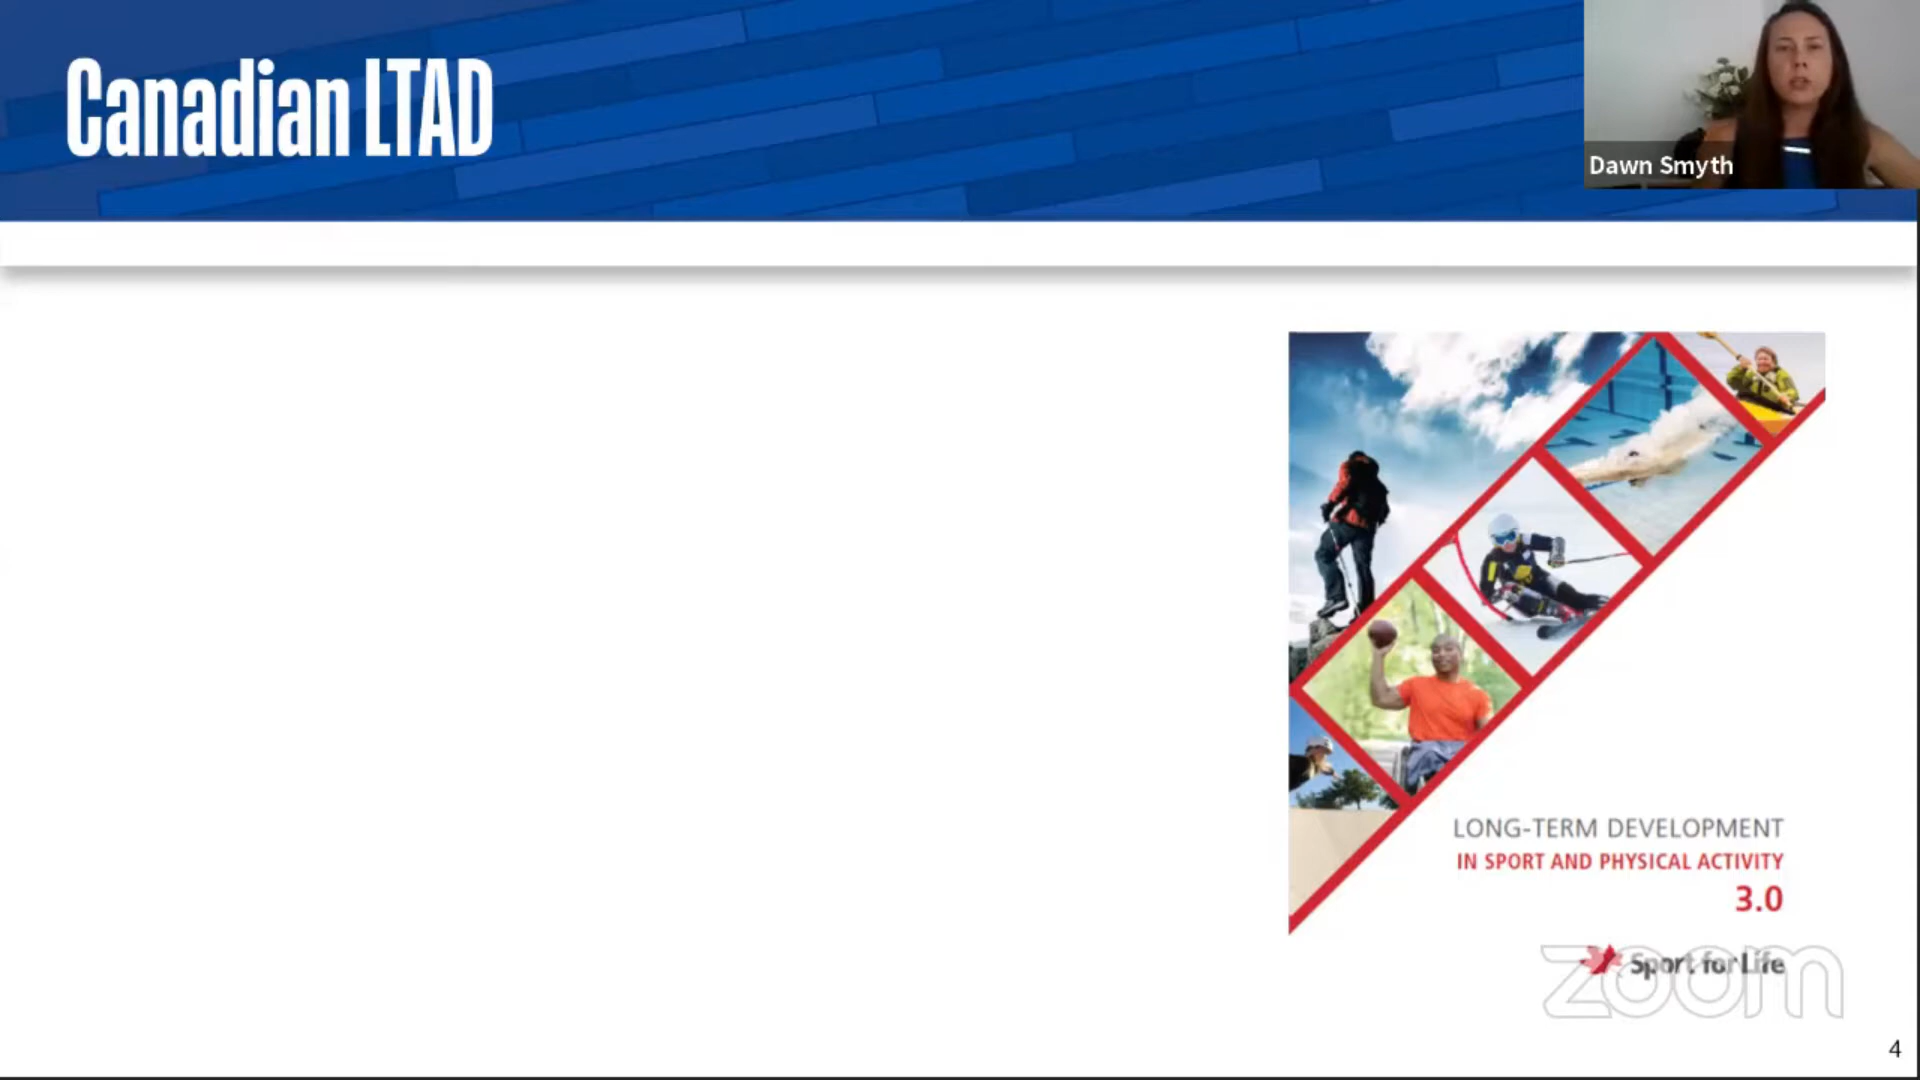 Canadian LTAD
Dawn Smyth
LONG-TERM DEVELOPMENT
IN SPORT AND PHYSICAL ACTIVITY
3.0
Sport for Life
zoom
4